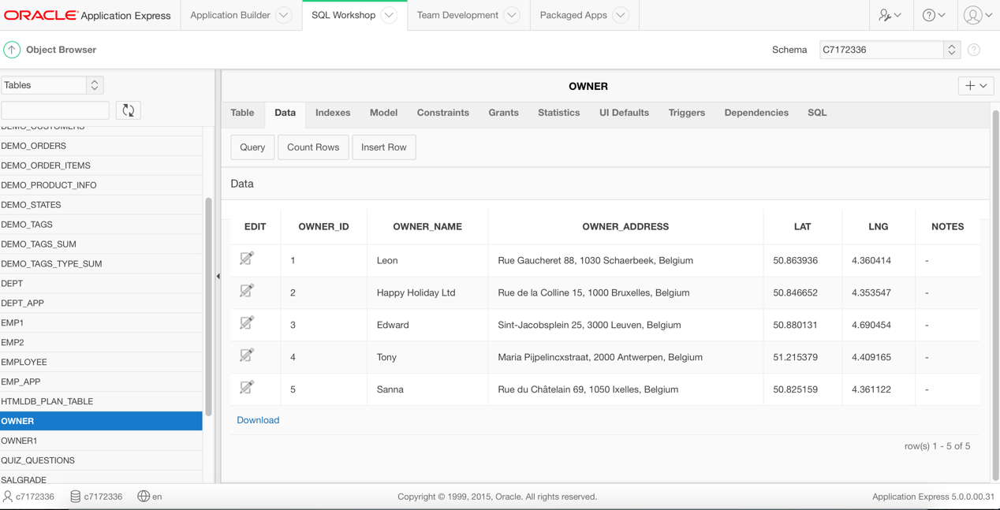 ORACLE® Application Express Application Builder SQL Workshop Team Development Packaged Apps
Object Browser Schema C7172336
Tables
OWNER
Table Data Indexes Model Constraints Grants Statistics UI Defaults Triggers Dependencies SQL
Query Count Rows Insert Row
Data
EDIT OWNER_ID OWNER_NAME OWNER_ADDRESS LAT LNG NOTES
1 Leon Rue Gaucheret 88, 1030 Schaerbeek, Belgium 50.863936 4.360414 -
2 Happy Holiday Ltd Rue de la Colline 15, 1000 Bruxelles, Belgium 50.846652 4.353547 -
3 Edward Sint-Jacobsplein 25, 3000 Leuven, Belgium 50.880131 4.690454 -
4 Tony Maria Pijpelincxstraat, 2000 Antwerpen, Belgium 51.215379 4.409165 -
5 Sanna Rue du Châtelain 69, 1050 Ixelles, Belgium 50.825159 4.361122 -
Download
row(s) 1 - 5 of 5
DEMO_CUSTOMERS
DEMO_ORDERS
DEMO_ORDER_ITEMS
DEMO_PRODUCT_INFO
DEMO_STATES
DEMO_TAGS
DEMO_TAGS_SUM
DEMO_TAGS_TYPE_SUM
DEPT
DEPT_APP
EMP1
EMP2
EMPLOYEE
EMP_APP
HTMLDB_PLAN_TABLE
OWNER
OWNER1
QUIZ_QUESTIONS
SALGRADE
c7172336 c7172336 en Copyright © 1999, 2015, Oracle. All rights reserved. Application Express 5.0.0.00.31